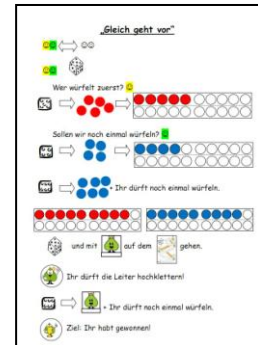 „Gleich geht vor“
Wer würfelt zuerst?
Sollen wir noch einmal würfeln?
= Ihr dürft noch einmal würfeln.
und mit auf dem gehen.
Ihr dürft die Leiter hochklettern!
= Ihr dürft noch einmal würfeln.
Ziel: Ihr habt gewonnen!